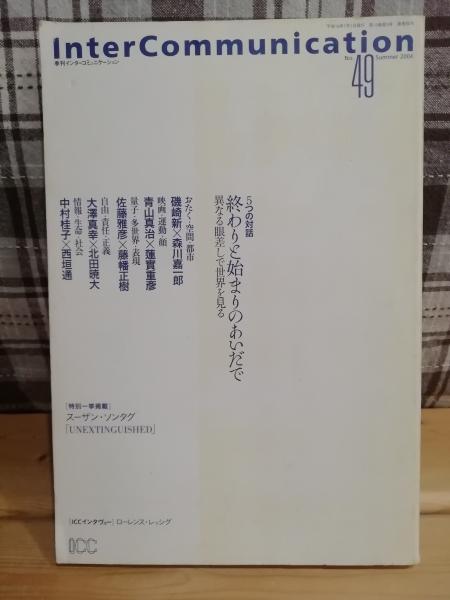 InterCommunication
季刊インターコミュニケーション
No. 49 Summer 2004
5つの対話
終わりと始まりのあいだで
異なる眼差しで世界を見る
おたく・空間・都市
磯崎新×森川嘉一郎
映画・運動・顔
青山真治×蓮實重彦
量子・多世界・表現
佐藤雅彦×藤幡正樹
自由・責任・正義
大澤真幸×北田暁大
情報・生命・社会
中村桂子×西垣通
[特別一挙掲載]
スーザン・ソンタグ
「UNEXTINGUISHED」
[ICCインタヴュー] ローレンス・レッシグ
ICC